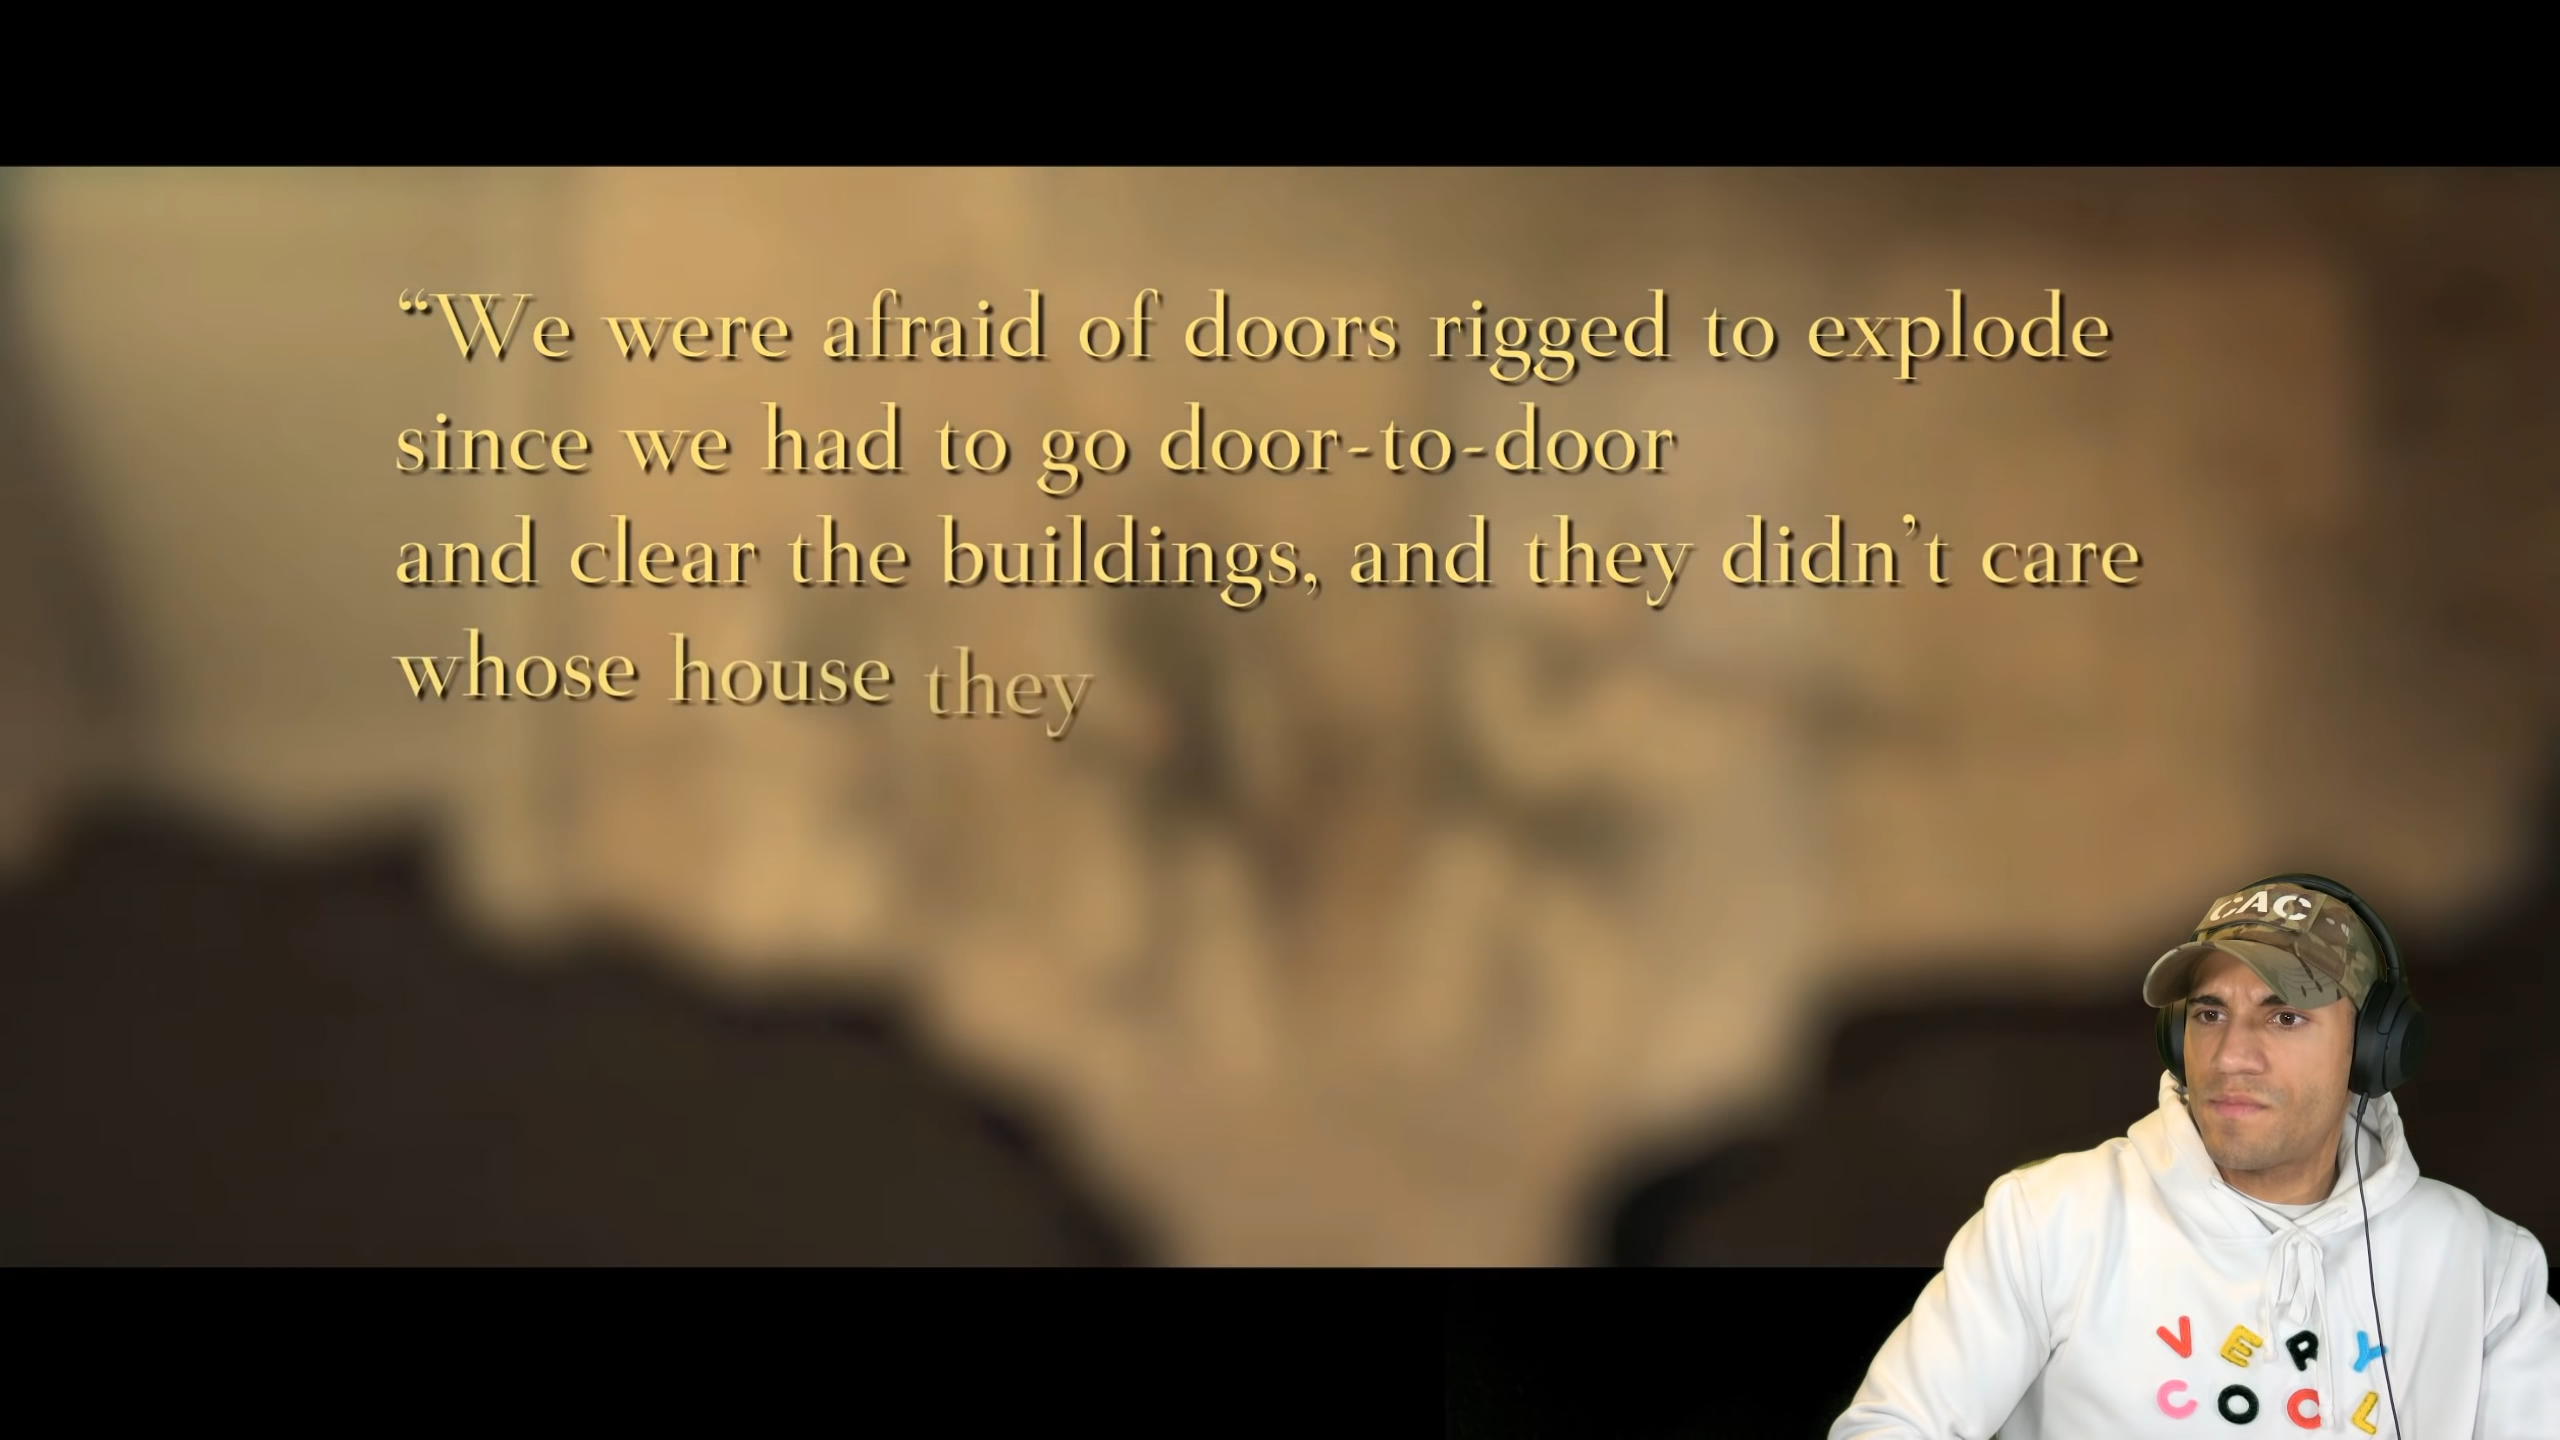 “We were afraid of doors rigged to explode
since we had to go door-to-door
and clear the buildings, and they didn’t care
whose house they
CAC
VERY
COOL